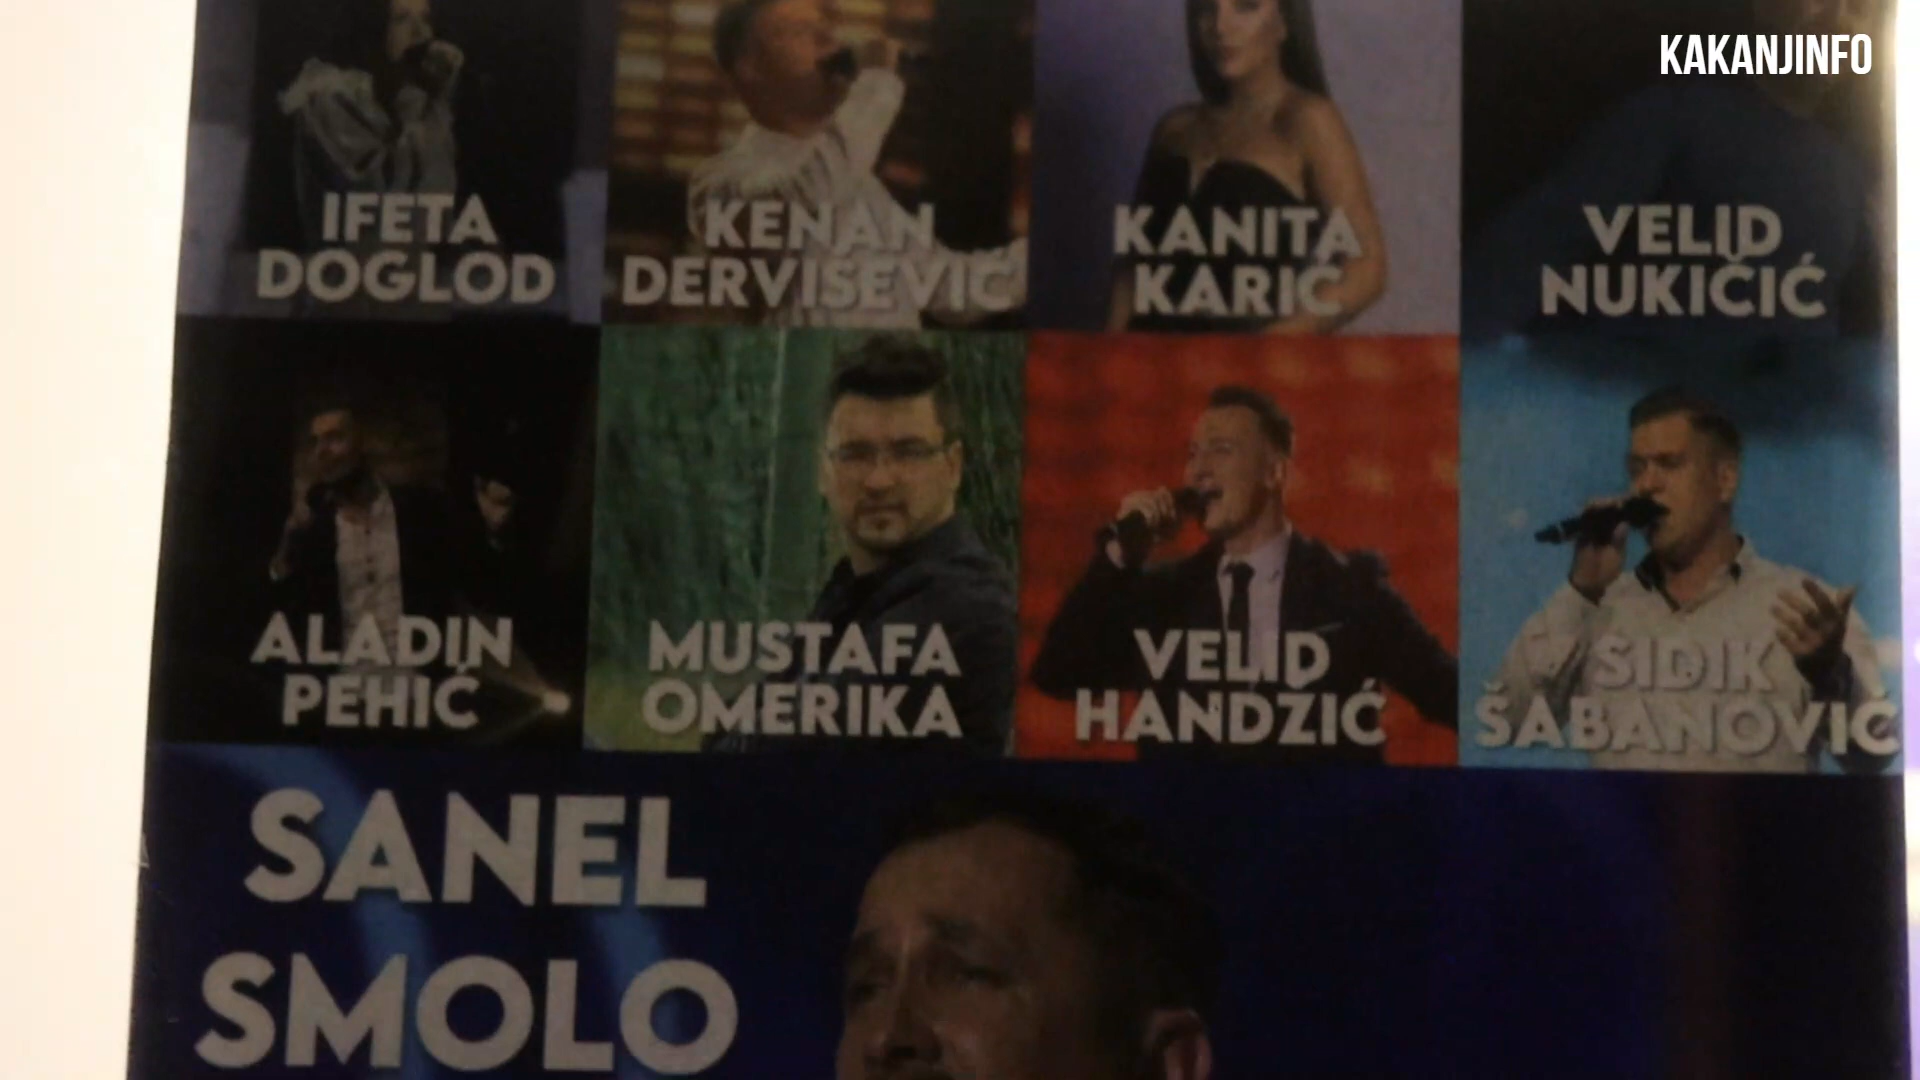 KAKANJINFO
IFETA
DOGLOD
KENAN
DERVIŠEVIĆ
KANITA
KARIĆ
VELID
NUKIČIĆ
ALADIN
PEHIĆ
MUSTAFA
OMERIKA
VELID
HANDŽIĆ
SIDIK
ŠABANOVIĆ
SANEL
SMOLO